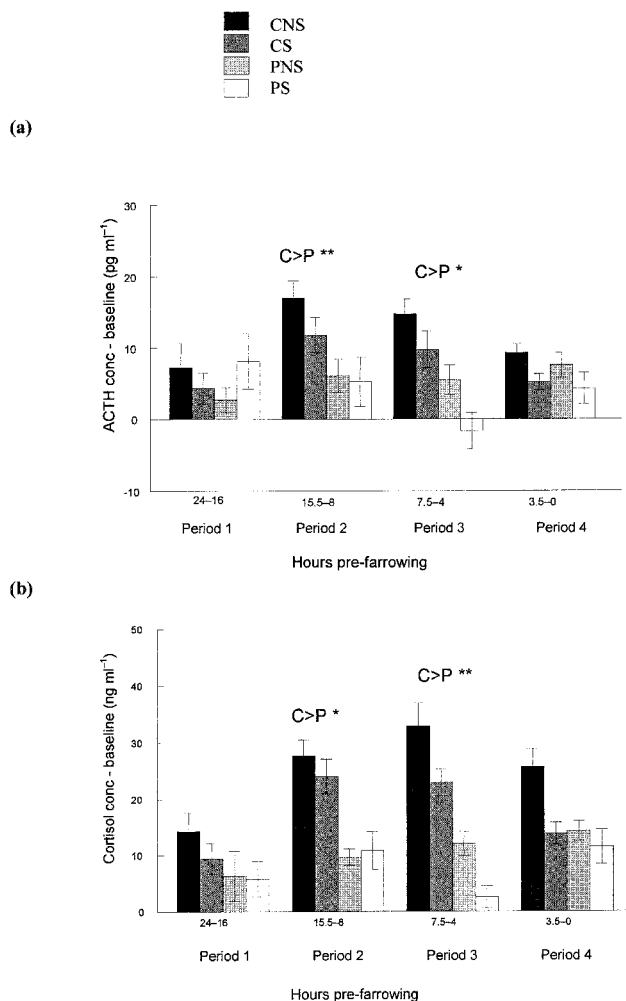 CNS
CS
PNS
PS
(a)
ACTH conc - baseline (pg ml⁻¹)
30
20
10
0
-10
C>P **
C>P *
24–16
15.5–8
7.5–4
3.5–0
Period 1
Period 2
Period 3
Period 4
Hours pre-farrowing
(b)
Cortisol conc - baseline (ng ml⁻¹)
50
40
30
20
10
0
C>P *
C>P **
24–16
15.5–8
7.5–4
3.5–0
Period 1
Period 2
Period 3
Period 4
Hours pre-farrowing